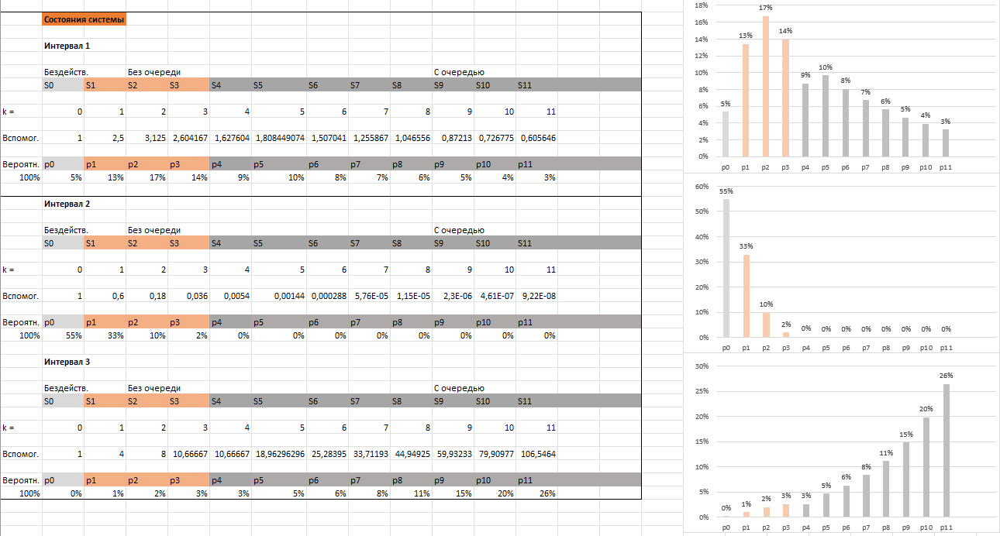 Состояния системы
Интервал 1
Бездейств. Без очереди С очередью
S0 S1 S2 S3 S4 S5 S6 S7 S8 S9 S10 S11
k = 0 1 2 3 4 5 6 7 8 9 10 11
Вспомог. 1 2,5 3,125 2,604167 1,627604 1,808449074 1,507041 1,255867 1,046556 0,87213 0,726775 0,605646
Вероятн. p0 p1 p2 p3 p4 p5 p6 p7 p8 p9 p10 p11
100% 5% 13% 17% 14% 9% 10% 8% 7% 6% 5% 4% 3%
Интервал 2
Бездейств. Без очереди С очередью
S0 S1 S2 S3 S4 S5 S6 S7 S8 S9 S10 S11
k = 0 1 2 3 4 5 6 7 8 9 10 11
Вспомог. 1 0,6 0,18 0,036 0,0054 0,00144 0,000288 5,76E-05 1,15E-05 2,3E-06 4,61E-07 9,22E-08
Вероятн. p0 p1 p2 p3 p4 p5 p6 p7 p8 p9 p10 p11
100% 55% 33% 10% 2% 0% 0% 0% 0% 0% 0% 0% 0%
Интервал 3
Бездейств. Без очереди С очередью
S0 S1 S2 S3 S4 S5 S6 S7 S8 S9 S10 S11
k = 0 1 2 3 4 5 6 7 8 9 10 11
Вспомог. 1 4 8 10,66667 10,66667 18,96296296 25,28395 33,71193 44,94925 59,93233 79,90977 106,5464
Вероятн. p0 p1 p2 p3 p4 p5 p6 p7 p8 p9 p10 p11
100% 0% 1% 2% 3% 3% 5% 6% 8% 11% 15% 20% 26%
18%
16%
14%
12%
10%
8%
6%
4%
2%
0%
5% 13% 17% 14% 9% 10% 8% 7% 6% 5% 4% 3%
p0 p1 p2 p3 p4 p5 p6 p7 p8 p9 p10 p11
60%
50%
40%
30%
20%
10%
0%
55% 33% 10% 2% 0% 0% 0% 0% 0% 0% 0% 0%
p0 p1 p2 p3 p4 p5 p6 p7 p8 p9 p10 p11
30%
25%
20%
15%
10%
5%
0%
0% 1% 2% 3% 3% 5% 6% 8% 11% 15% 20% 26%
p0 p1 p2 p3 p4 p5 p6 p7 p8 p9 p10 p11